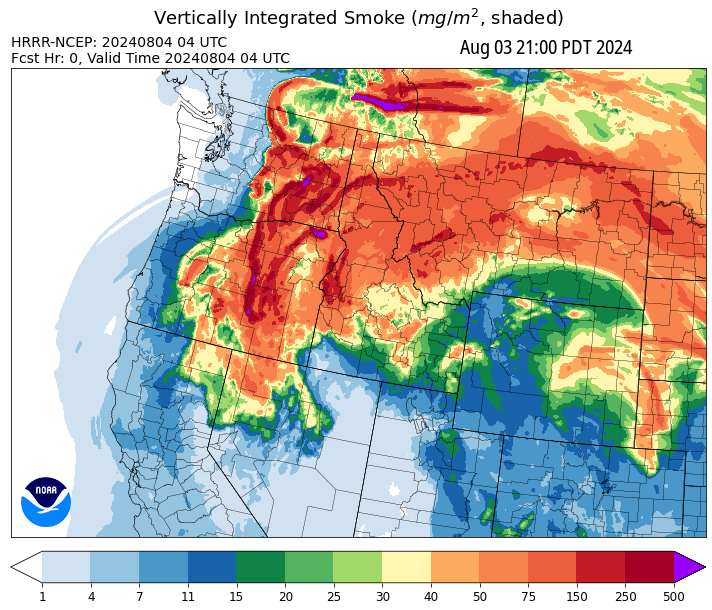 Vertically Integrated Smoke (mg/m², shaded)
HRRR-NCEP: 20240804 04 UTC
Aug 03 21:00 PDT 2024
Fcst Hr: 0, Valid Time 20240804 04 UTC
NOAA
1 4 7 11 15 20 25 30 40 50 75 150 250 500